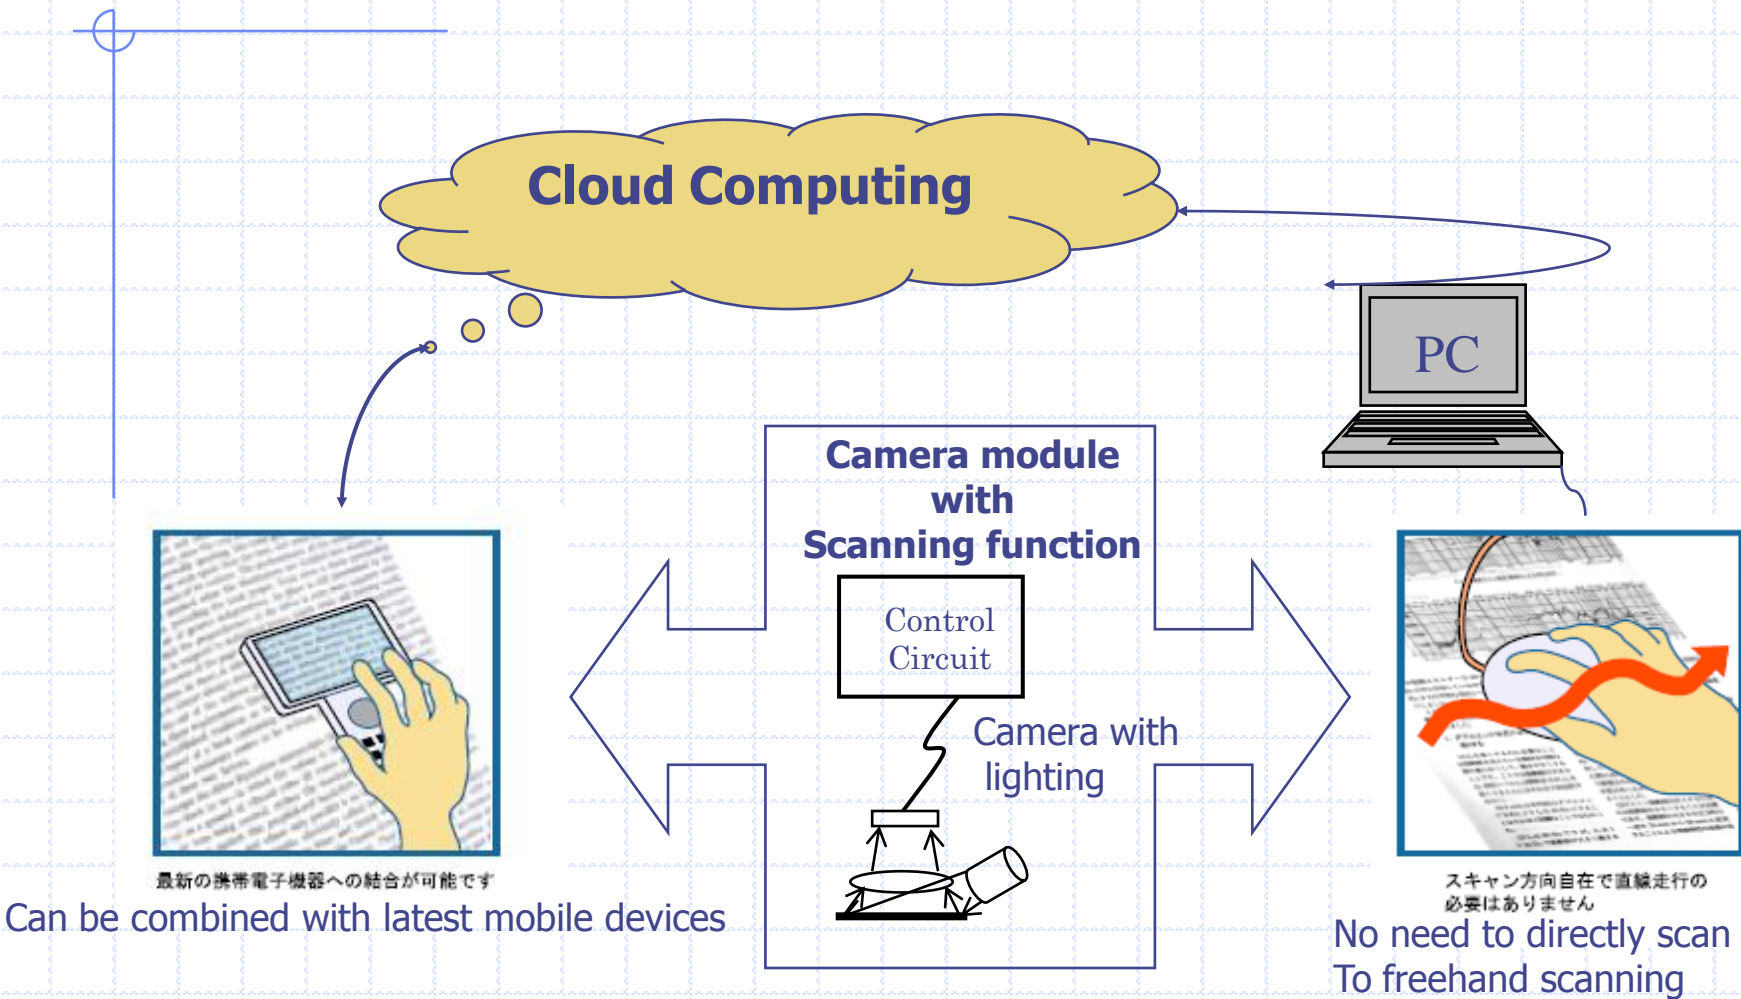 Cloud Computing
PC
Camera module
with
Scanning function
Control
Circuit
Camera with
lighting
最新の携帯電子機器への結合が可能です
Can be combined with latest mobile devices
スキャン方向自在で直線走行の
必要はありません
No need to directly scan
To freehand scanning